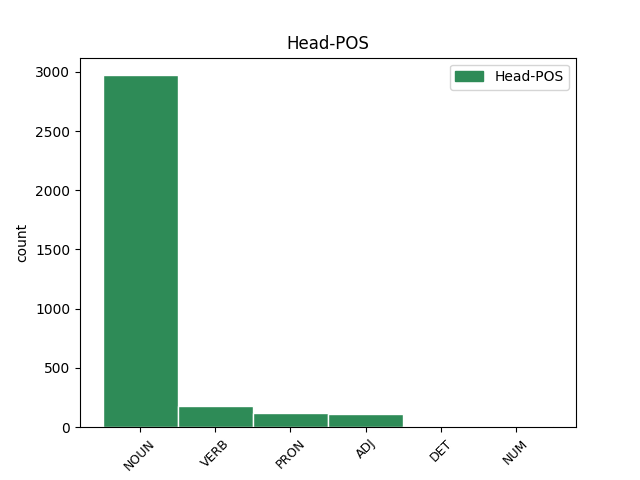 Head-POS
Head-POS
count
3000
2500
2000
1500
1000
500
0
NOUN
VERB
PRON
ADJ
DET
NUM